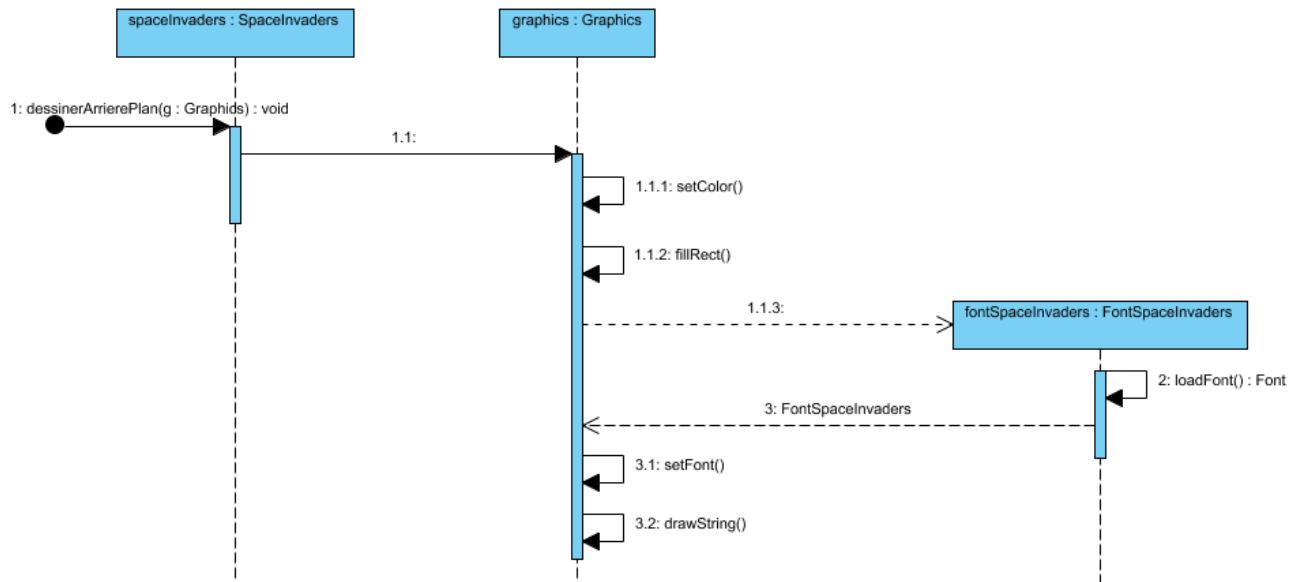 spaceInvaders : SpaceInvaders
graphics : Graphics
1: dessinerArrierePlan(g : Graphics) : void
1.1:
1.1.1: setColor()
1.1.2: fillRect()
1.1.3:
fontSpaceInvaders : FontSpaceInvaders
2: loadFont() : Font
3: FontSpaceInvaders
3.1: setFont()
3.2: drawString()